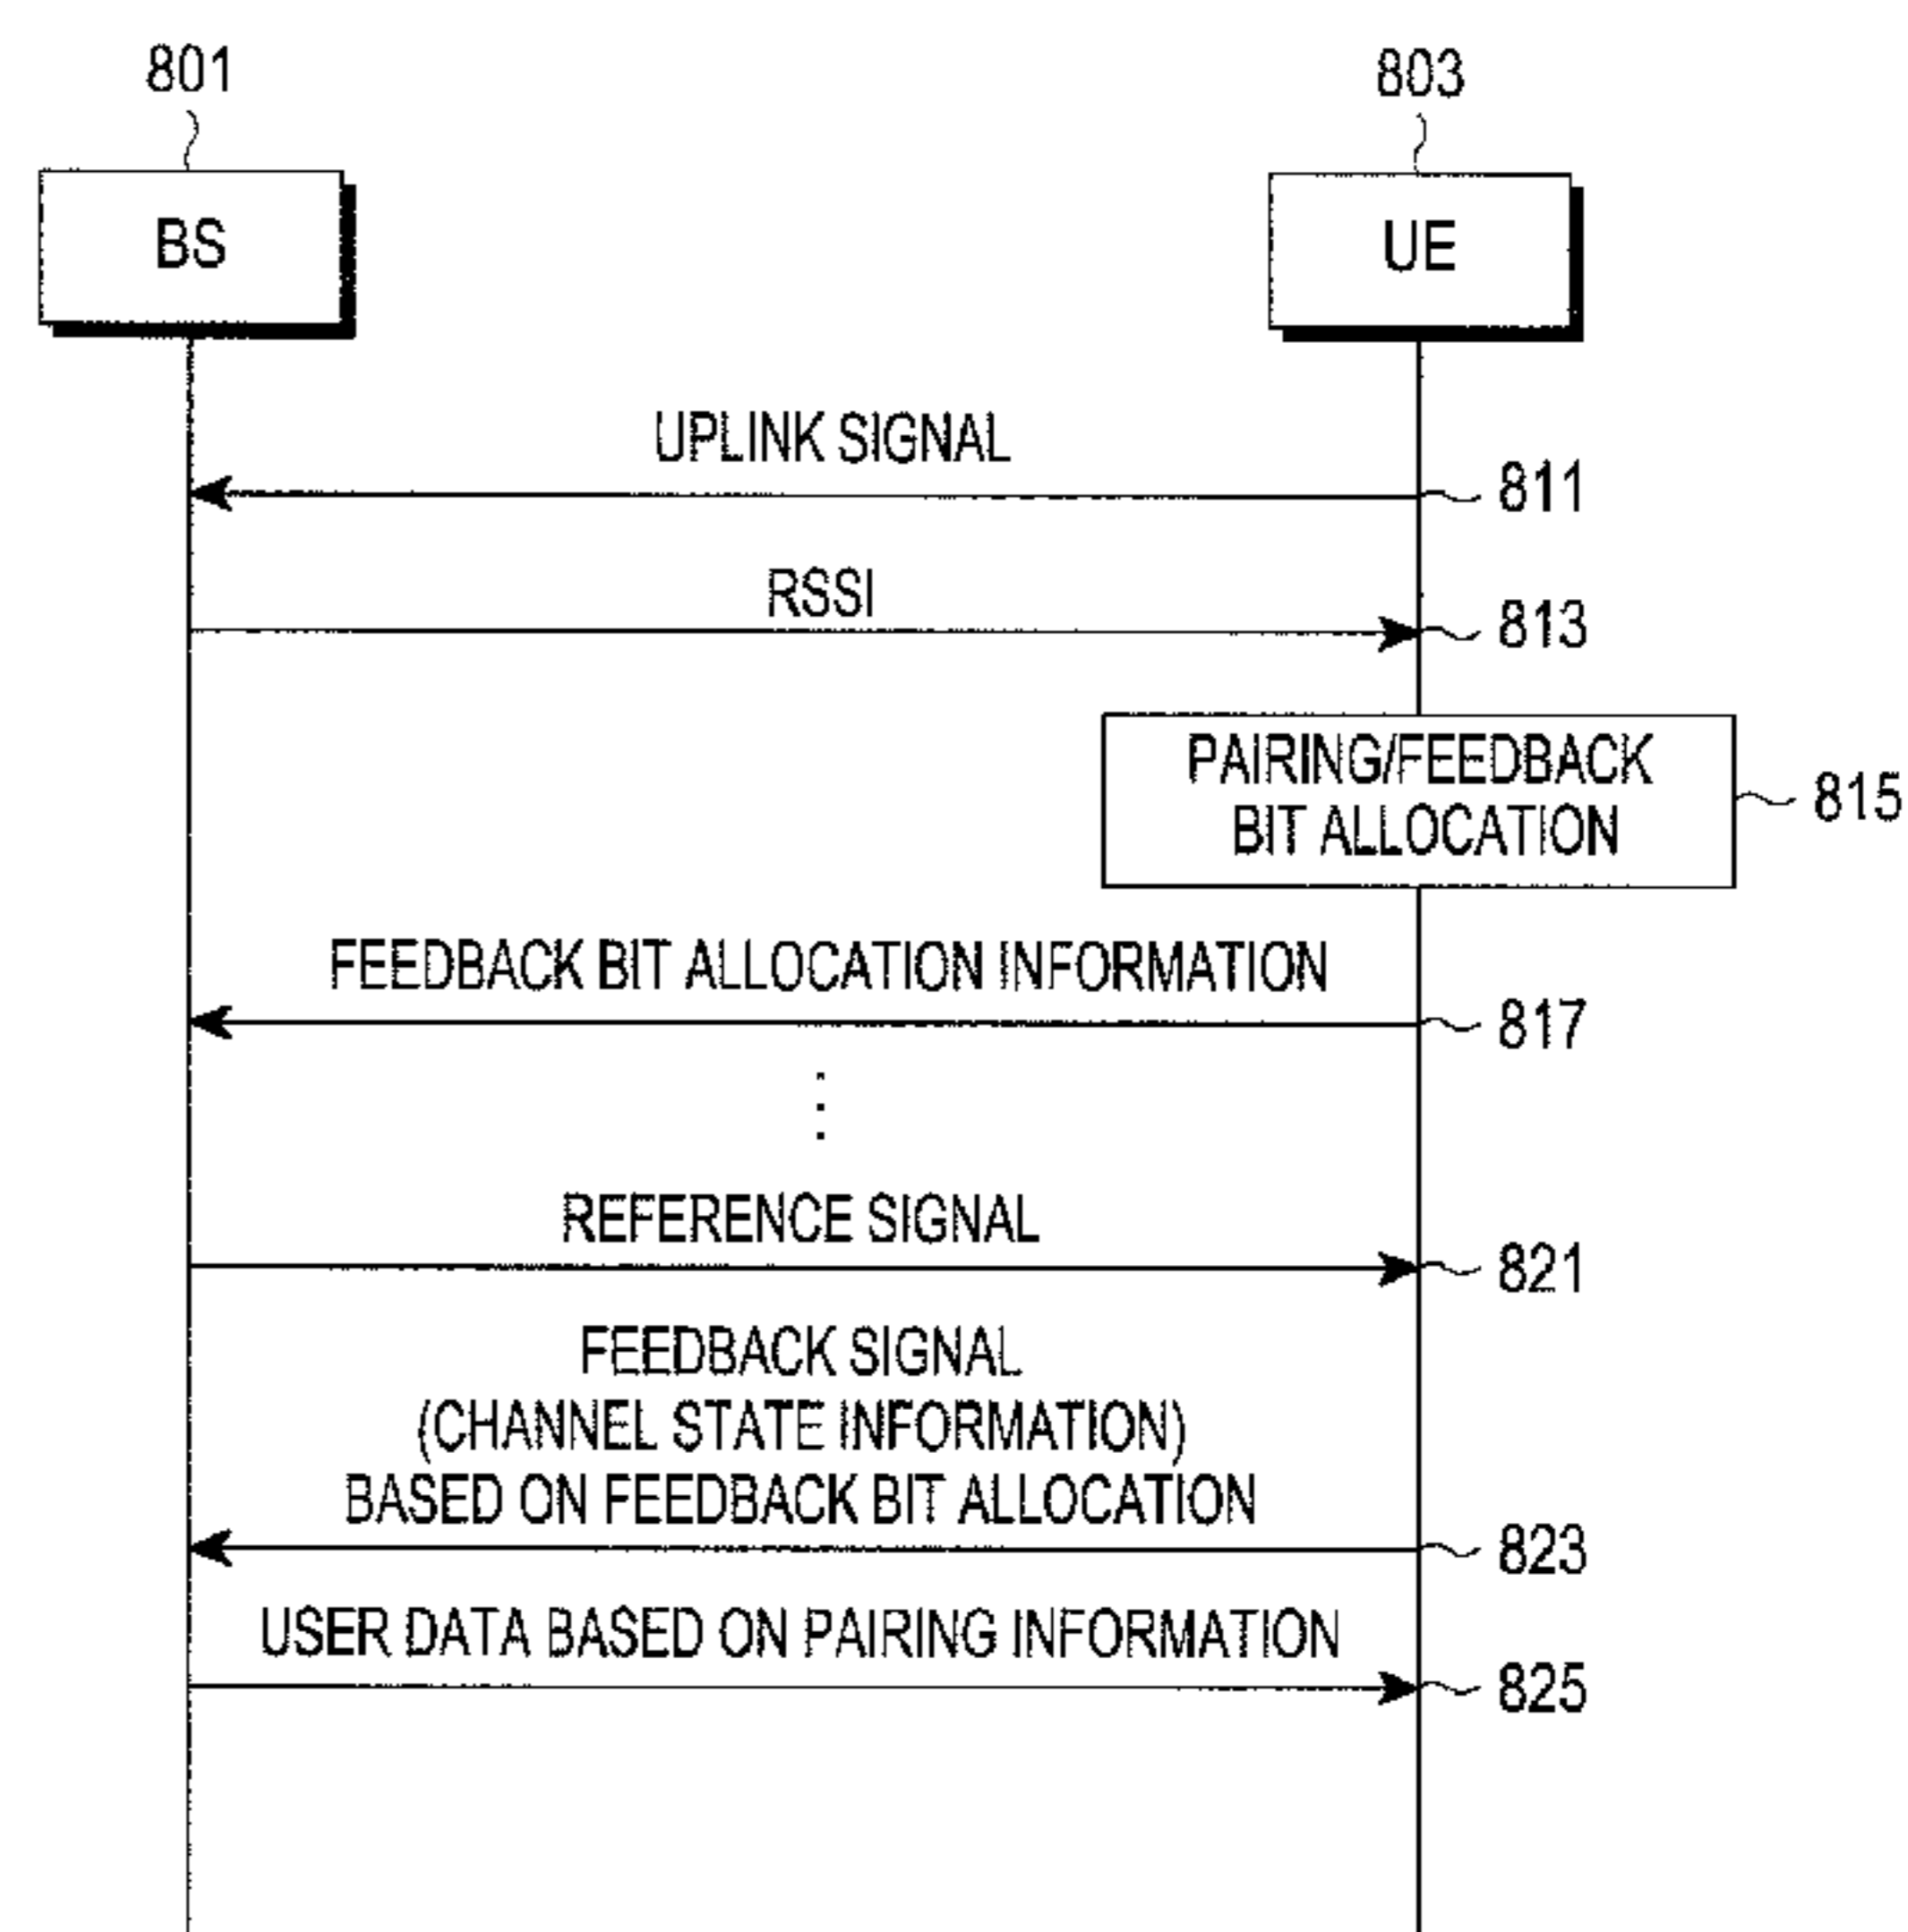 801
803
BS
UE
UPLINK SIGNAL
811
RSSI
813
PAIRING/FEEDBACK
BIT ALLOCATION
815
FEEDBACK BIT ALLOCATION INFORMATION
817
REFERENCE SIGNAL
821
FEEDBACK SIGNAL
(CHANNEL STATE INFORMATION)
BASED ON FEEDBACK BIT ALLOCATION
823
USER DATA BASED ON PAIRING INFORMATION
825